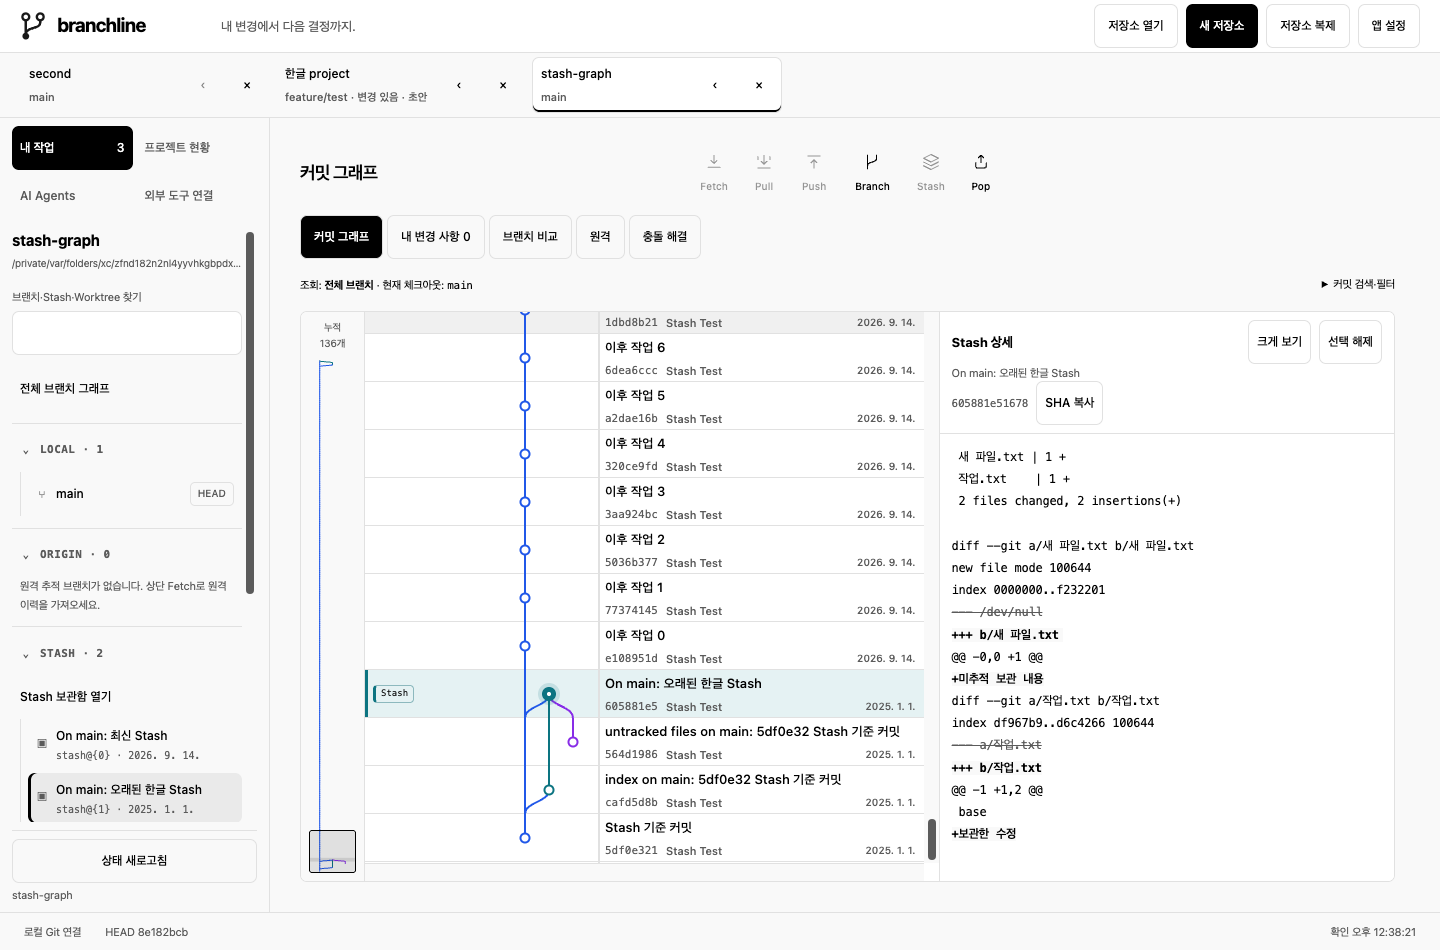 branchline
내 변경에서 다음 결정까지.
저장소 열기
새 저장소
저장소 복제
앱 설정
second
main
한글 project
feature/test · 변경 있음 · 초안
stash-graph
main
내 작업 3
프로젝트 현황
AI Agents
외부 도구 연결
stash-graph
/private/var/folders/xc/zfnd182n2nl4yyvhkgbpdx...
브랜치·Stash·Worktree 찾기
전체 브랜치 그래프
LOCAL · 1
main HEAD
ORIGIN · 0
원격 추적 브랜치가 없습니다. 상단 Fetch로 원격
이력을 가져오세요.
STASH · 2
Stash 보관함 열기
On main: 최신 Stash
stash@{0} · 2026. 9. 14.
On main: 오래된 한글 Stash
stash@{1} · 2025. 1. 1.
상태 새로고침
stash-graph
커밋 그래프
Fetch
Pull
Push
Branch
Stash
Pop
커밋 그래프
내 변경 사항 0
브랜치 비교
원격
충돌 해결
조회: 전체 브랜치 · 현재 체크아웃: main
▶ 커밋 검색·필터
누적
136개
1dbd8b21 Stash Test 2026. 9. 14.
이후 작업 6
6dea6ccc Stash Test 2026. 9. 14.
이후 작업 5
a2dae16b Stash Test 2026. 9. 14.
이후 작업 4
320ce9fd Stash Test 2026. 9. 14.
이후 작업 3
3aa924bc Stash Test 2026. 9. 14.
이후 작업 2
5036b377 Stash Test 2026. 9. 14.
이후 작업 1
77374145 Stash Test 2026. 9. 14.
이후 작업 0
e108951d Stash Test 2026. 9. 14.
Stash
On main: 오래된 한글 Stash
605881e5 Stash Test 2025. 1. 1.
untracked files on main: 5df0e32 Stash 기준 커밋
564d1986 Stash Test 2025. 1. 1.
index on main: 5df0e32 Stash 기준 커밋
cafd5d8b Stash Test 2025. 1. 1.
Stash 기준 커밋
5df0e321 Stash Test 2025. 1. 1.
Stash 상세
크게 보기
선택 해제
On main: 오래된 한글 Stash
605881e51678
SHA 복사
새 파일.txt | 1 +
작업.txt    | 1 +
2 files changed, 2 insertions(+)
diff --git a/새 파일.txt b/새 파일.txt
new file mode 100644
index 0000000..f232201
--- /dev/null
+++ b/새 파일.txt
@@ -0,0 +1 @@
+미추적 보관 내용
diff --git a/작업.txt b/작업.txt
index df967b9..d6c4266 100644
--- a/작업.txt
+++ b/작업.txt
@@ -1 +1,2 @@
base
+보관한 수정
로컬 Git 연결
HEAD 8e182bcb
확인 오후 12:38:21